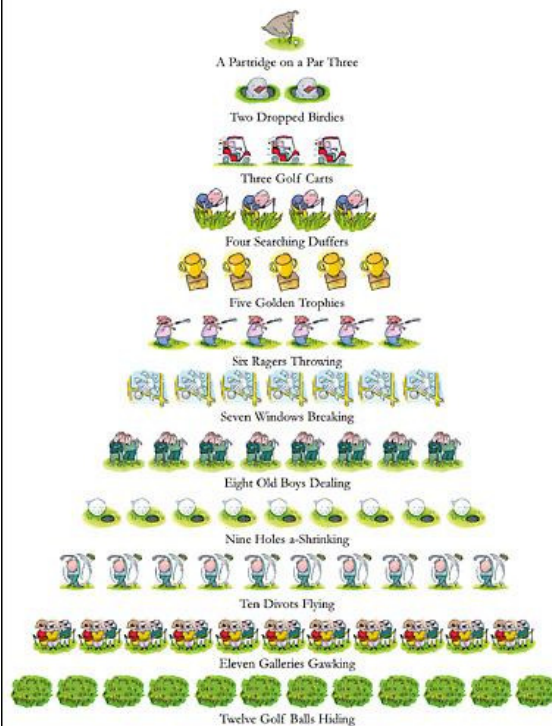 A Partridge on a Par Three
Two Dropped Birdies
Three Golf Carts
Four Searching Duffers
Five Golden Trophies
Six Ragers Throwing
Seven Windows Breaking
Eight Old Boys Dealing
Nine Holes a-Shrinking
Ten Divots Flying
Eleven Galleries Gawking
Twelve Golf Balls Hiding